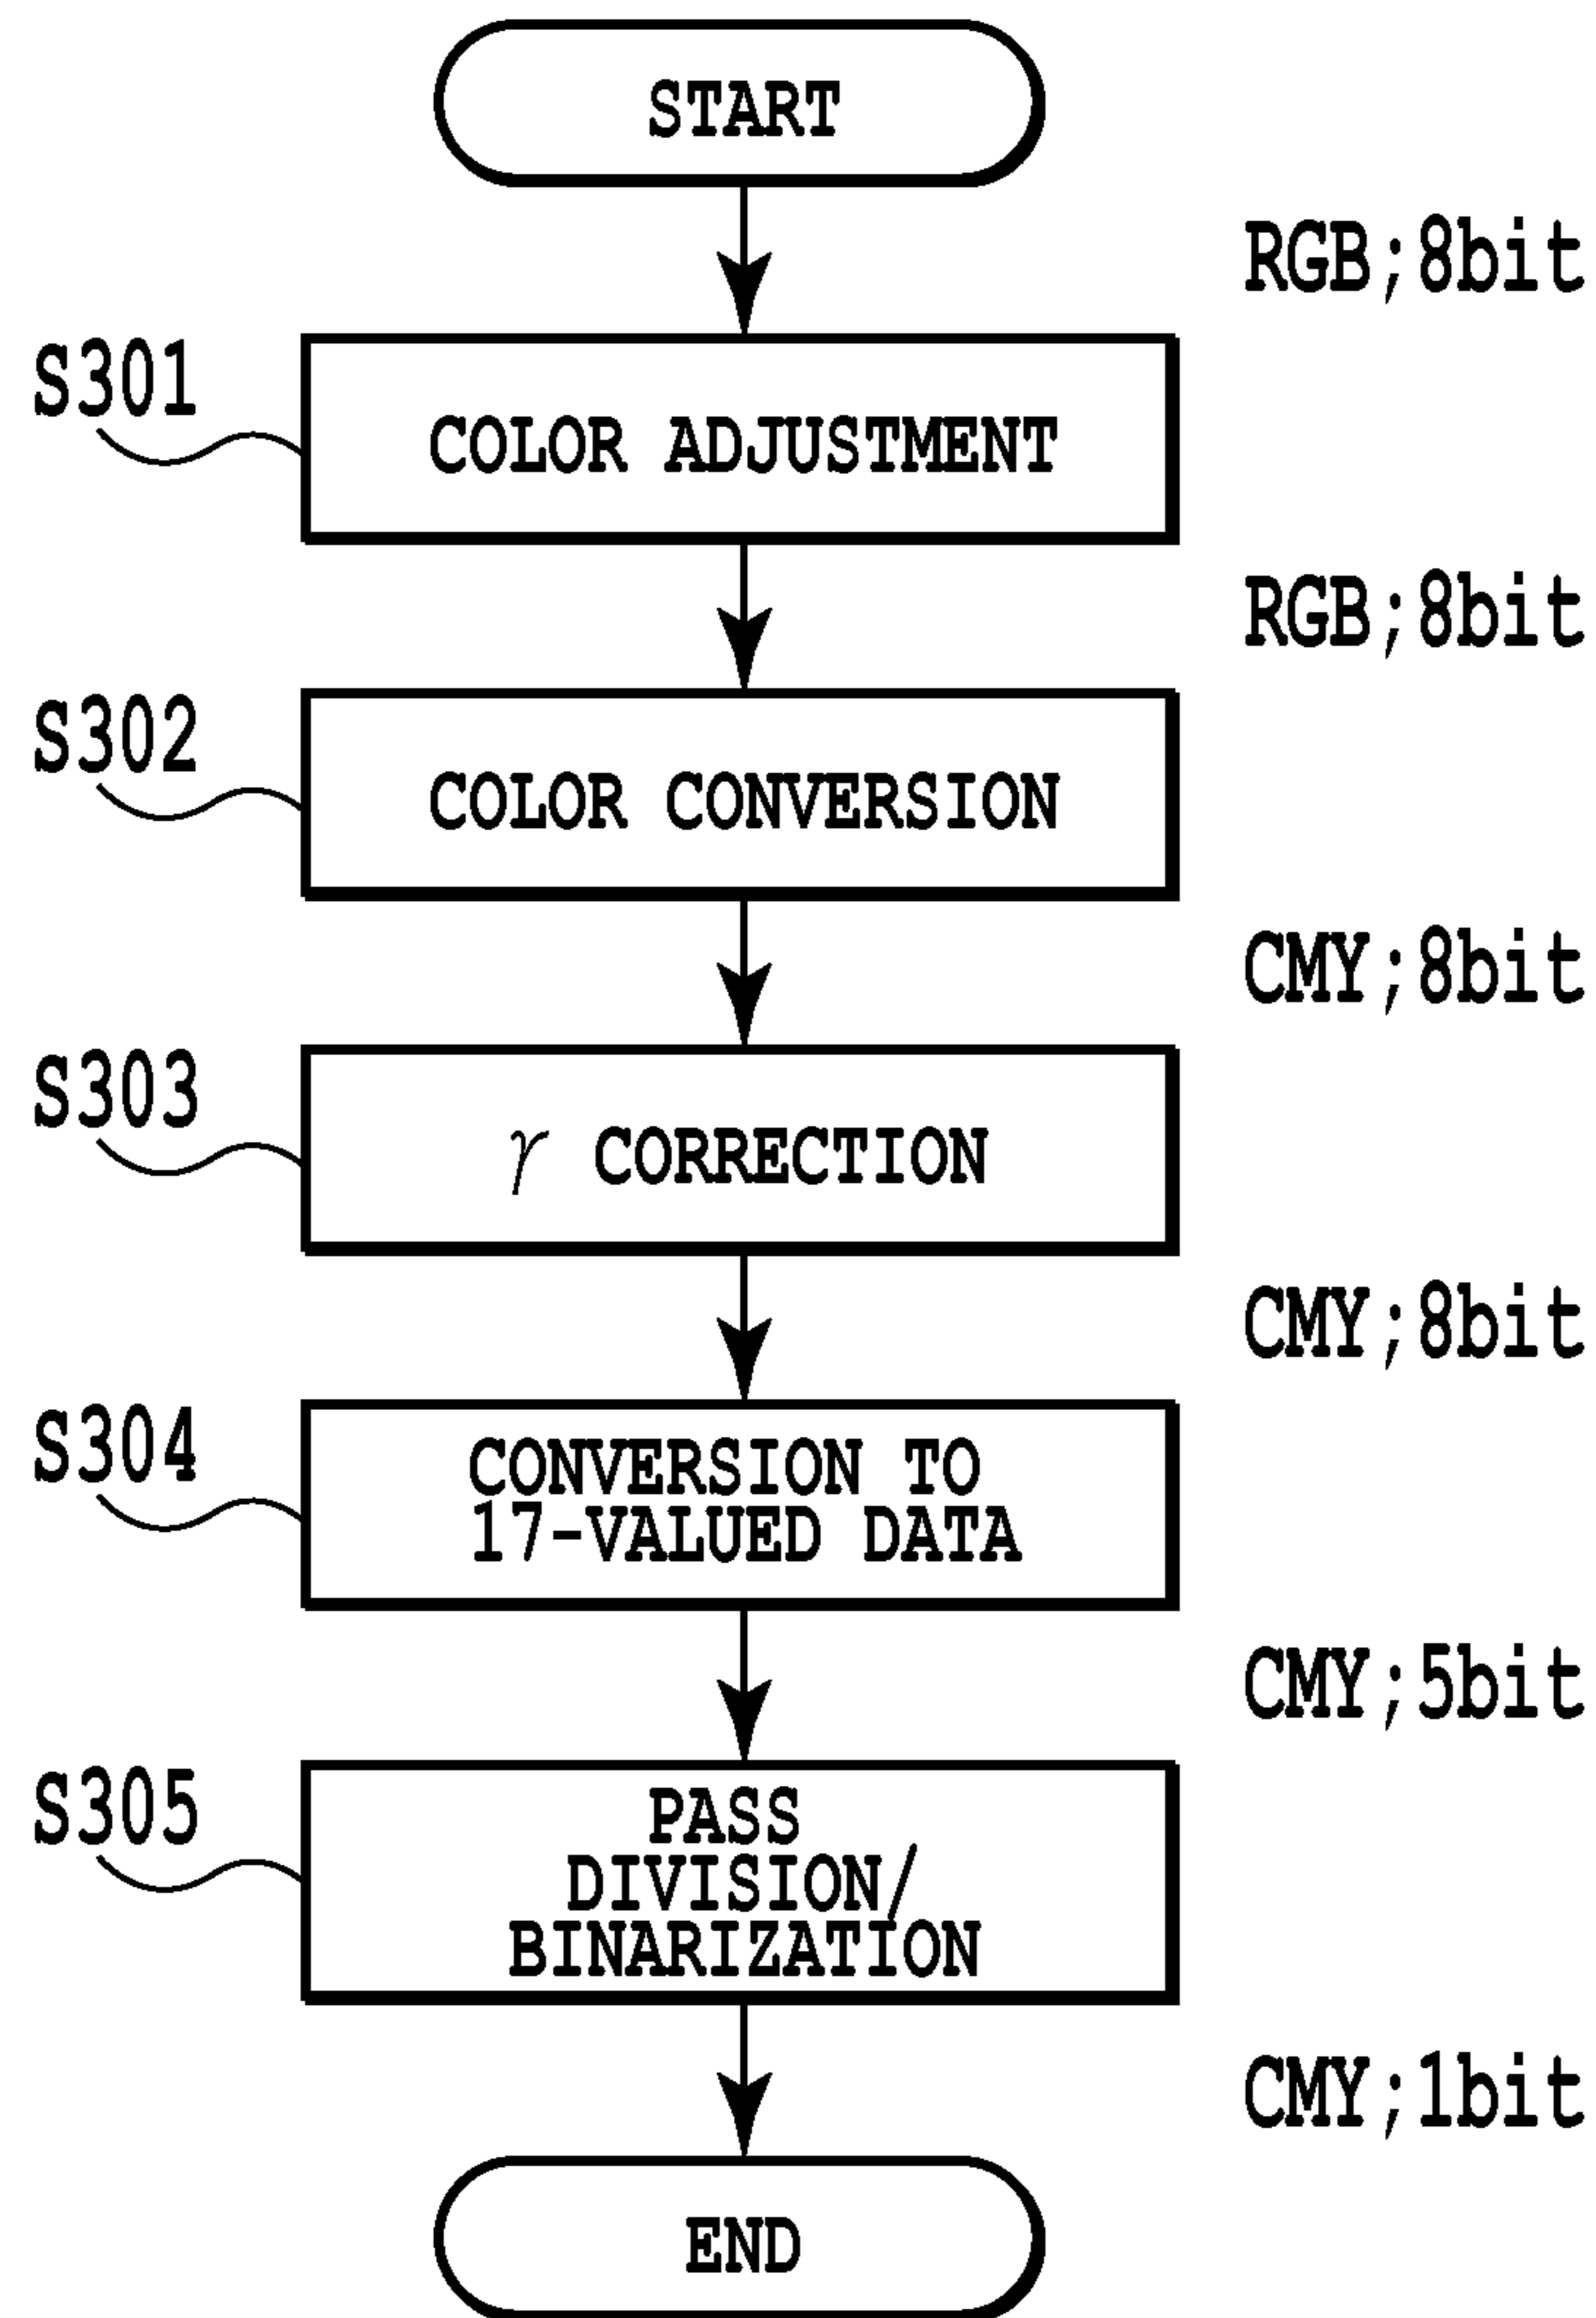 START
RGB;8bit
S301
COLOR ADJUSTMENT
RGB;8bit
S302
COLOR CONVERSION
CMY;8bit
S303
γ CORRECTION
CMY;8bit
S304
CONVERSION TO
17-VALUED DATA
CMY;5bit
S305
PASS
DIVISION/
BINARIZATION
CMY;1bit
END